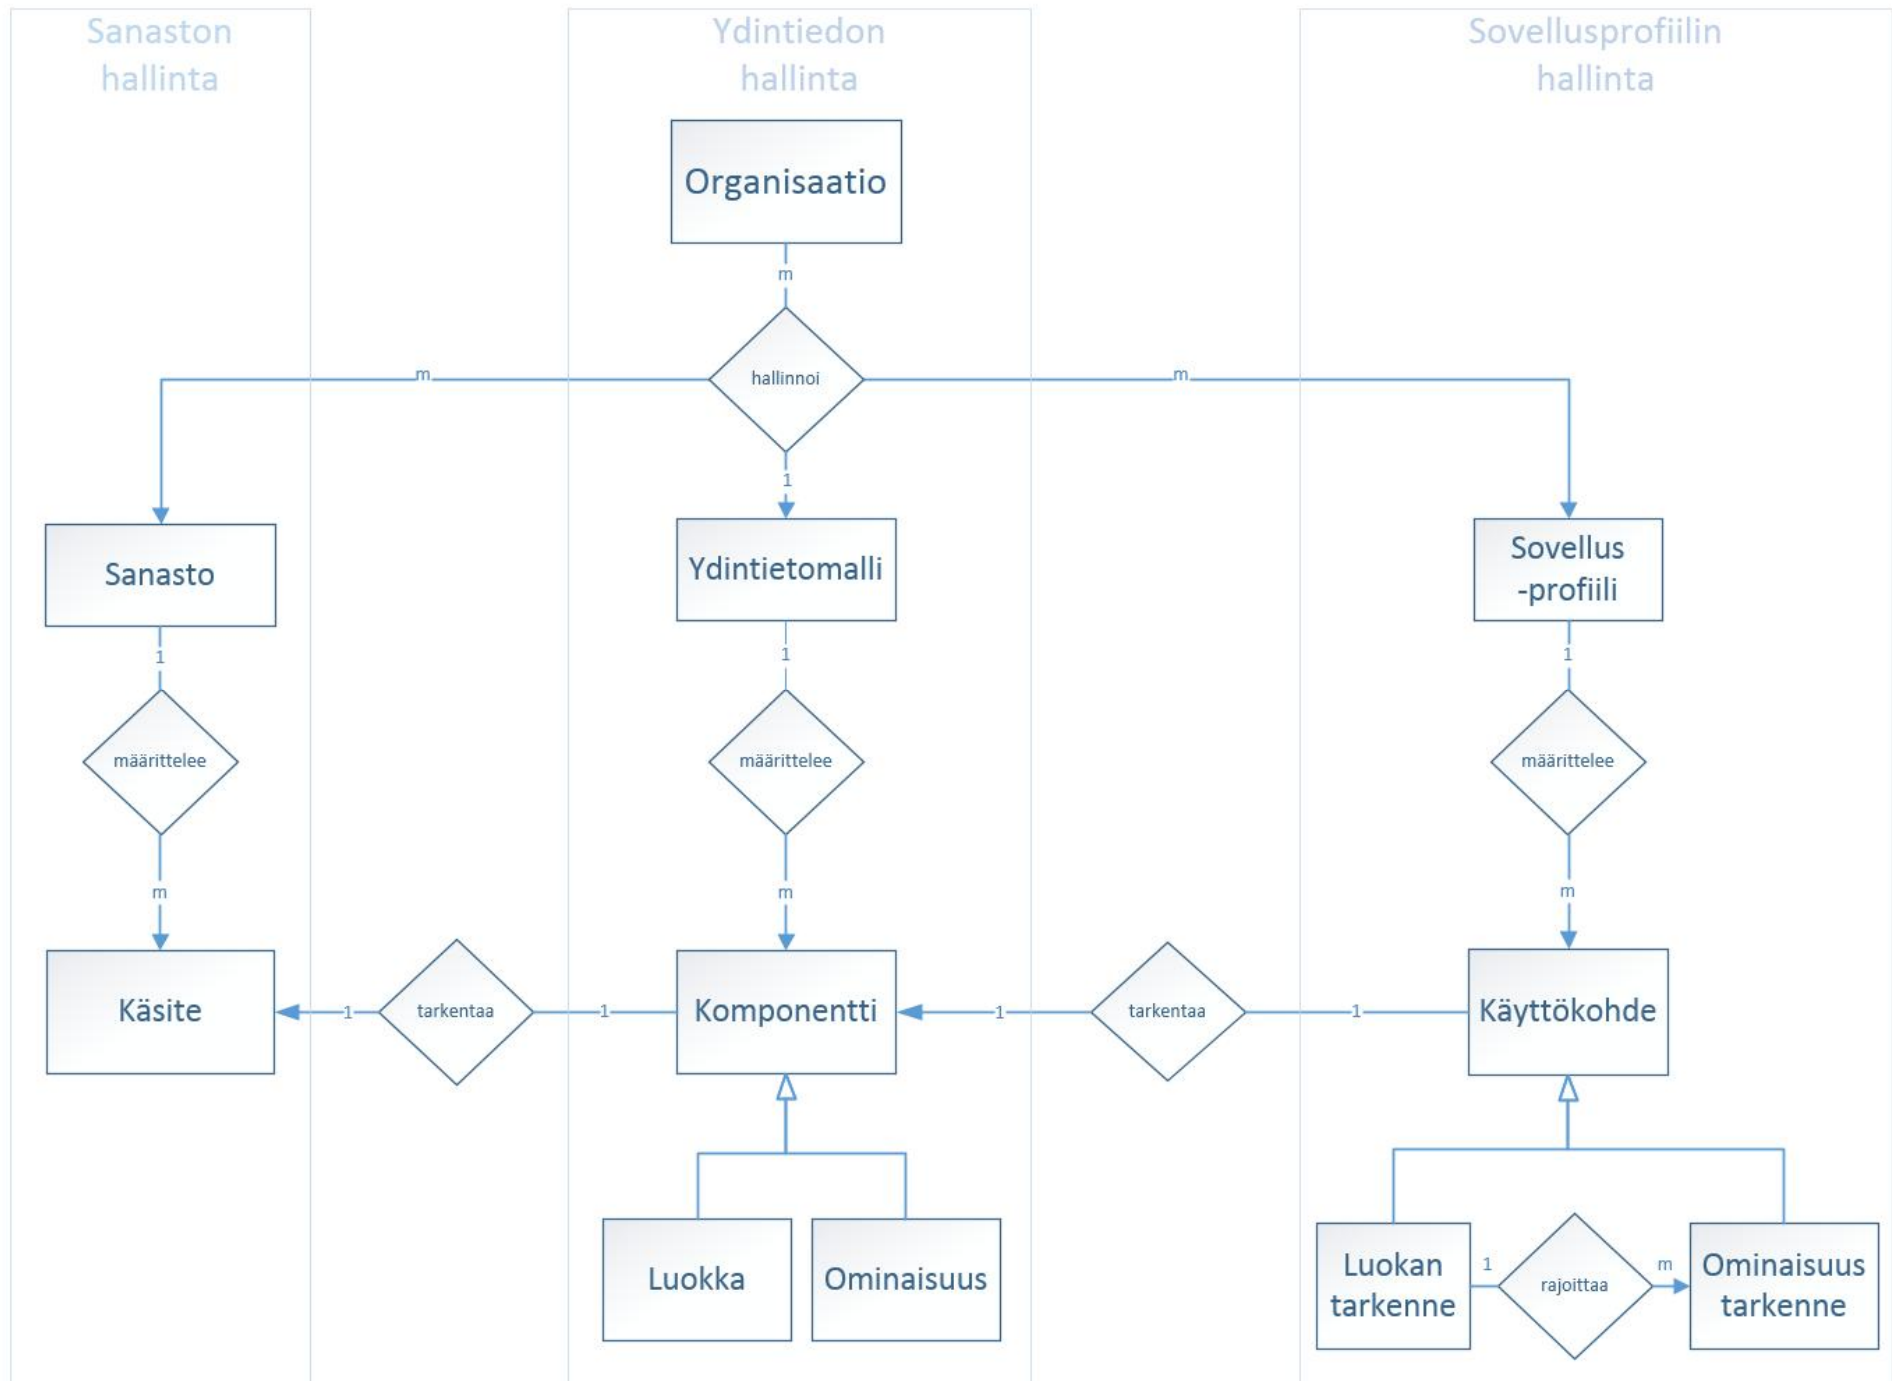 Sanaston
hallinta
Ydintiedon
hallinta
Sovellusprofiilin
hallinta
Organisaatio
m
hallinnoi
m
m
1
Sanasto
Ydintietomalli
Sovellus
-profiili
1
1
1
määrittelee
määrittelee
määrittelee
m
m
m
Käsite
1
tarkentaa
1
Komponentti
1
tarkentaa
1
Käyttökohde
Luokka
Ominaisuus
Luokan
tarkenne
1
rajoittaa
m
Ominaisuus
tarkenne